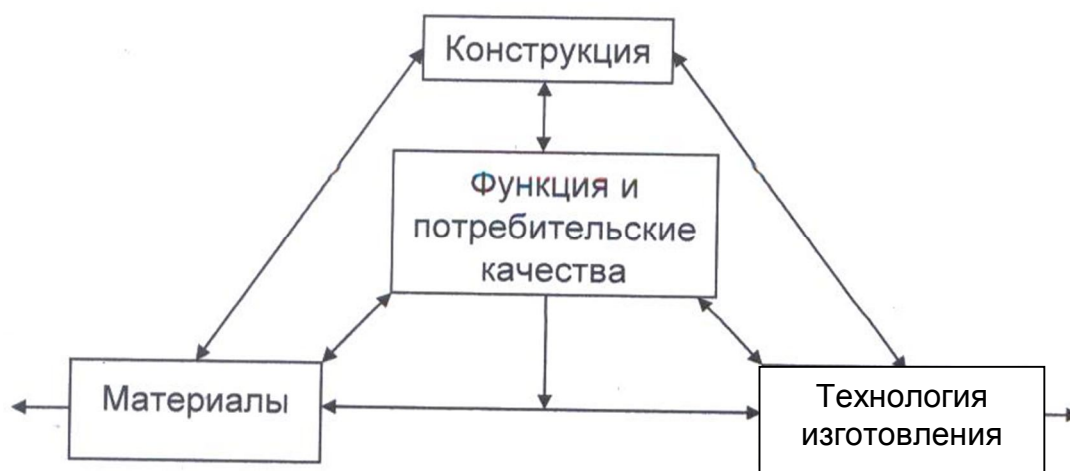 Конструкция
Функция и
потребительские
качества
Материалы
Технология
изготовления